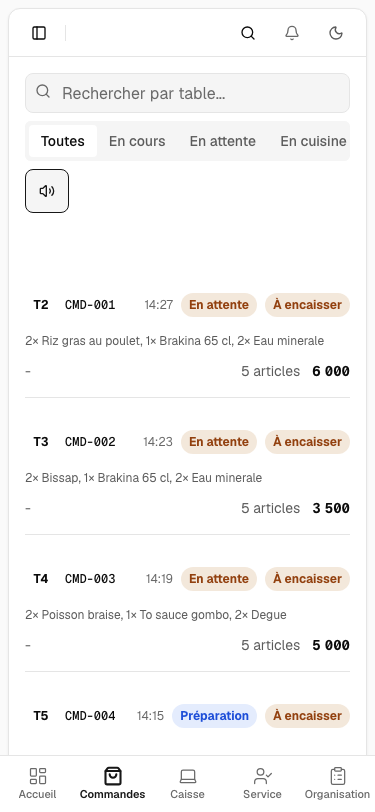 Rechercher par table...
Toutes En cours En attente En cuisine
T2 CMD-001 14:27 En attente À encaisser
2× Riz gras au poulet, 1× Brakina 65 cl, 2× Eau minerale
- 5 articles 6 000
T3 CMD-002 14:23 En attente À encaisser
2× Bissap, 1× Brakina 65 cl, 2× Eau minerale
- 5 articles 3 500
T4 CMD-003 14:19 En attente À encaisser
2× Poisson braise, 1× To sauce gombo, 2× Degue
- 5 articles 5 000
T5 CMD-004 14:15 Préparation À encaisser
Accueil Commandes Caisse Service Organisation